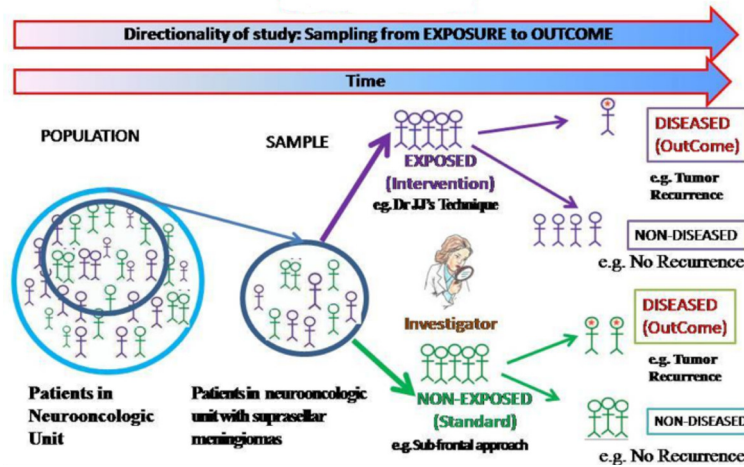 Directionality of study: Sampling from EXPOSURE to OUTCOME
Time
POPULATION
SAMPLE
EXPOSED
(Intervention)
e.g. Dr JJ's Technique
DISEASED
(OutCome)
e.g. Tumor
Recurrence
NON-DISEASED
e.g. No Recurrence
Investigator
DISEASED
(OutCome)
e.g. Tumor
Recurrence
Patients in
Neurooncologic
Unit
Patients in neurooncologic
unit with suprasellar
meningiomas
NON-EXPOSED
(Standard)
e.g. Sub-frontal approach
NON-DISEASED
e.g. No Recurrence